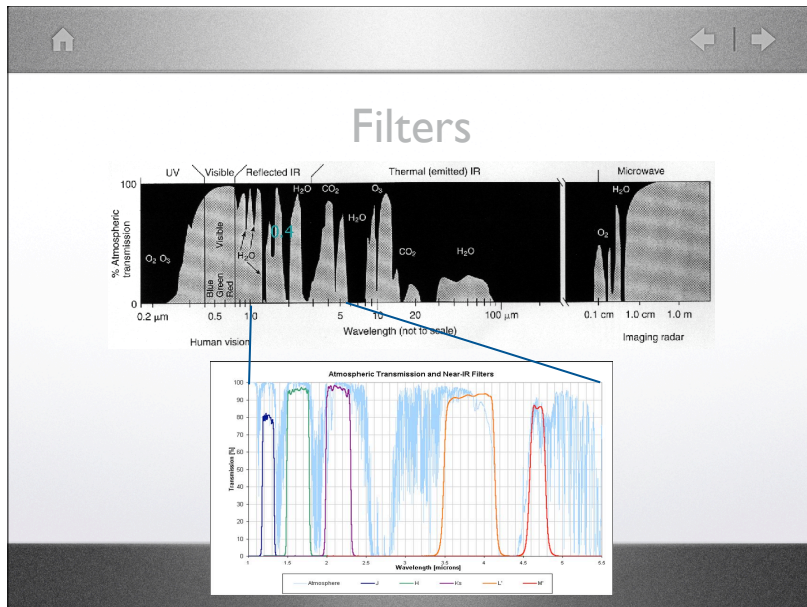 Filters
UV Visible Reflected IR Thermal (emitted) IR Microwave
100
% Atmospheric transmission
0
O₂ O₃
Blue
Green
Red
Visible
H₂O
0.4
H₂O CO₂
H₂O
O₃
CO₂
H₂O
O₂
H₂O
0.2 μm 0.5 1.0 5 10 20 100 μm 0.1 cm 1.0 cm 1.0 m
Wavelength (not to scale)
Human vision
Imaging radar
Atmospheric Transmission and Near-IR Filters
Transmission [%]
100
90
80
70
60
50
40
30
20
10
0
1 1.5 2 2.5 3 3.5 4 4.5 5 5.5
Wavelength [microns]
Atmosphere J H Ks L' M'